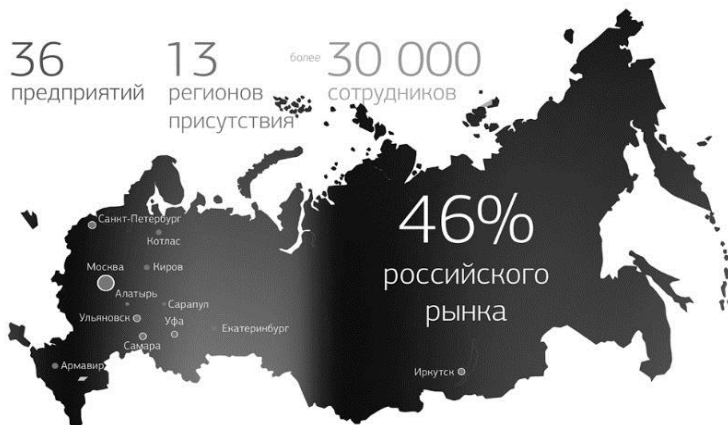 36
предприятий
13
регионов
присутствия
более 30 000
сотрудников
46%
российского
рынка
Санкт-Петербург
Котлас
Москва
Киров
Алатырь
Сарапул
Ульяновск
Уфа
Екатеринбург
Самара
Армавир
Иркутск